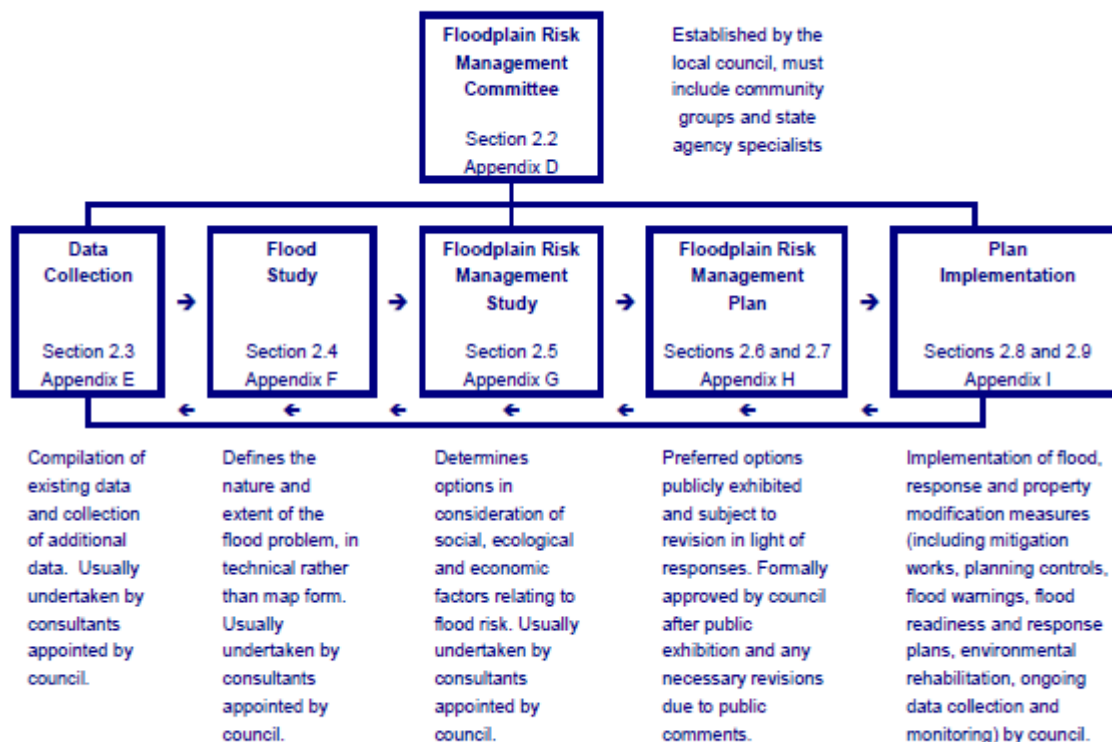 Floodplain Risk
Management
Committee
Section 2.2
Appendix D
Established by the
local council, must
include community
groups and state
agency specialists
Data
Collection
Section 2.3
Appendix E
→
Flood
Study
Section 2.4
Appendix F
→
Floodplain Risk
Management
Study
Section 2.5
Appendix G
→
Floodplain Risk
Management
Plan
Sections 2.6 and 2.7
Appendix H
→
Plan
Implementation
Sections 2.8 and 2.9
Appendix I
← ← ← ← ← ← ←
Compilation of
existing data
and collection
of additional
data. Usually
undertaken by
consultants
appointed by
council.
Defines the
nature and
extent of the
flood problem, in
technical rather
than map form.
Usually
undertaken by
consultants
appointed by
council.
Determines
options in
consideration of
social, ecological
and economic
factors relating to
flood risk. Usually
undertaken by
consultants
appointed by
council.
Preferred options
publicly exhibited
and subject to
revision in light of
responses. Formally
approved by council
after public
exhibition and any
necessary revisions
due to public
comments.
Implementation of flood,
response and property
modification measures
(including mitigation
works, planning controls,
flood warnings, flood
readiness and response
plans, environmental
rehabilitation, ongoing
data collection and
monitoring) by council.